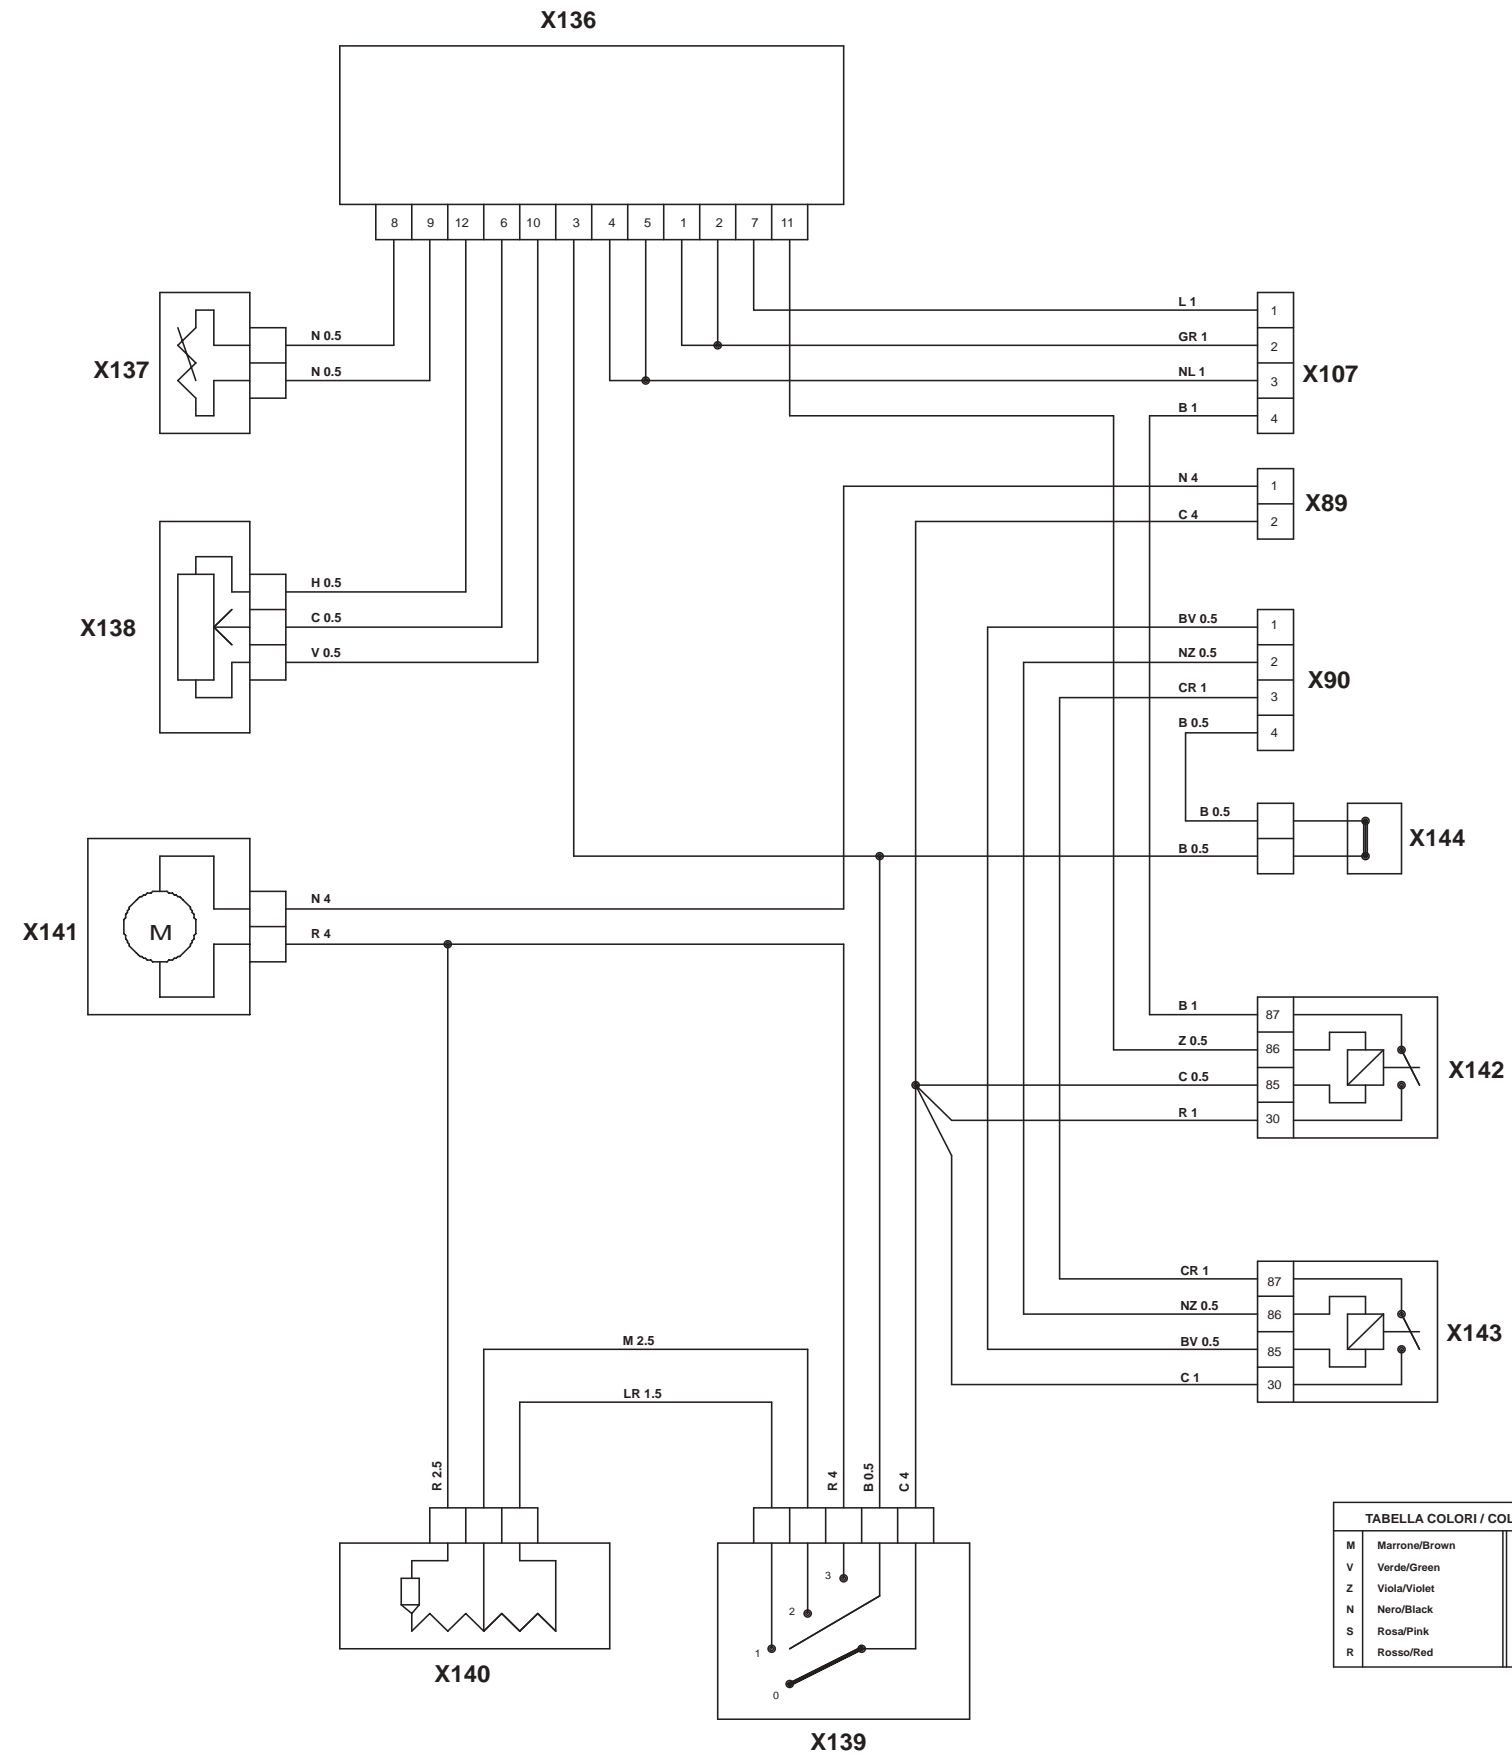 X136
8 9 12 6 10 3 4 5 1 2 7 11
L 1
1
N 0.5
GR 1
2
X137
N 0.5
NL 1
3
X107
B 1
4
N 4
1
X89
C 4
2
H 0.5
X138
C 0.5
BV 0.5
1
V 0.5
NZ 0.5
2
X90
CR 1
3
B 0.5
4
B 0.5
X144
B 0.5
X141
M
N 4
R 4
B 1
87
Z 0.5
86
X142
C 0.5
85
R 1
30
CR 1
87
NZ 0.5
86
X143
BV 0.5
85
C 1
30
M 2.5
LR 1.5
R 2.5
R 4
B 0.5
C 4
3
2
1
0
X140
X139
TABELLA COLORI / COL
M Marrone/Brown
V Verde/Green
Z Viola/Violet
N Nero/Black
S Rosa/Pink
R Rosso/Red